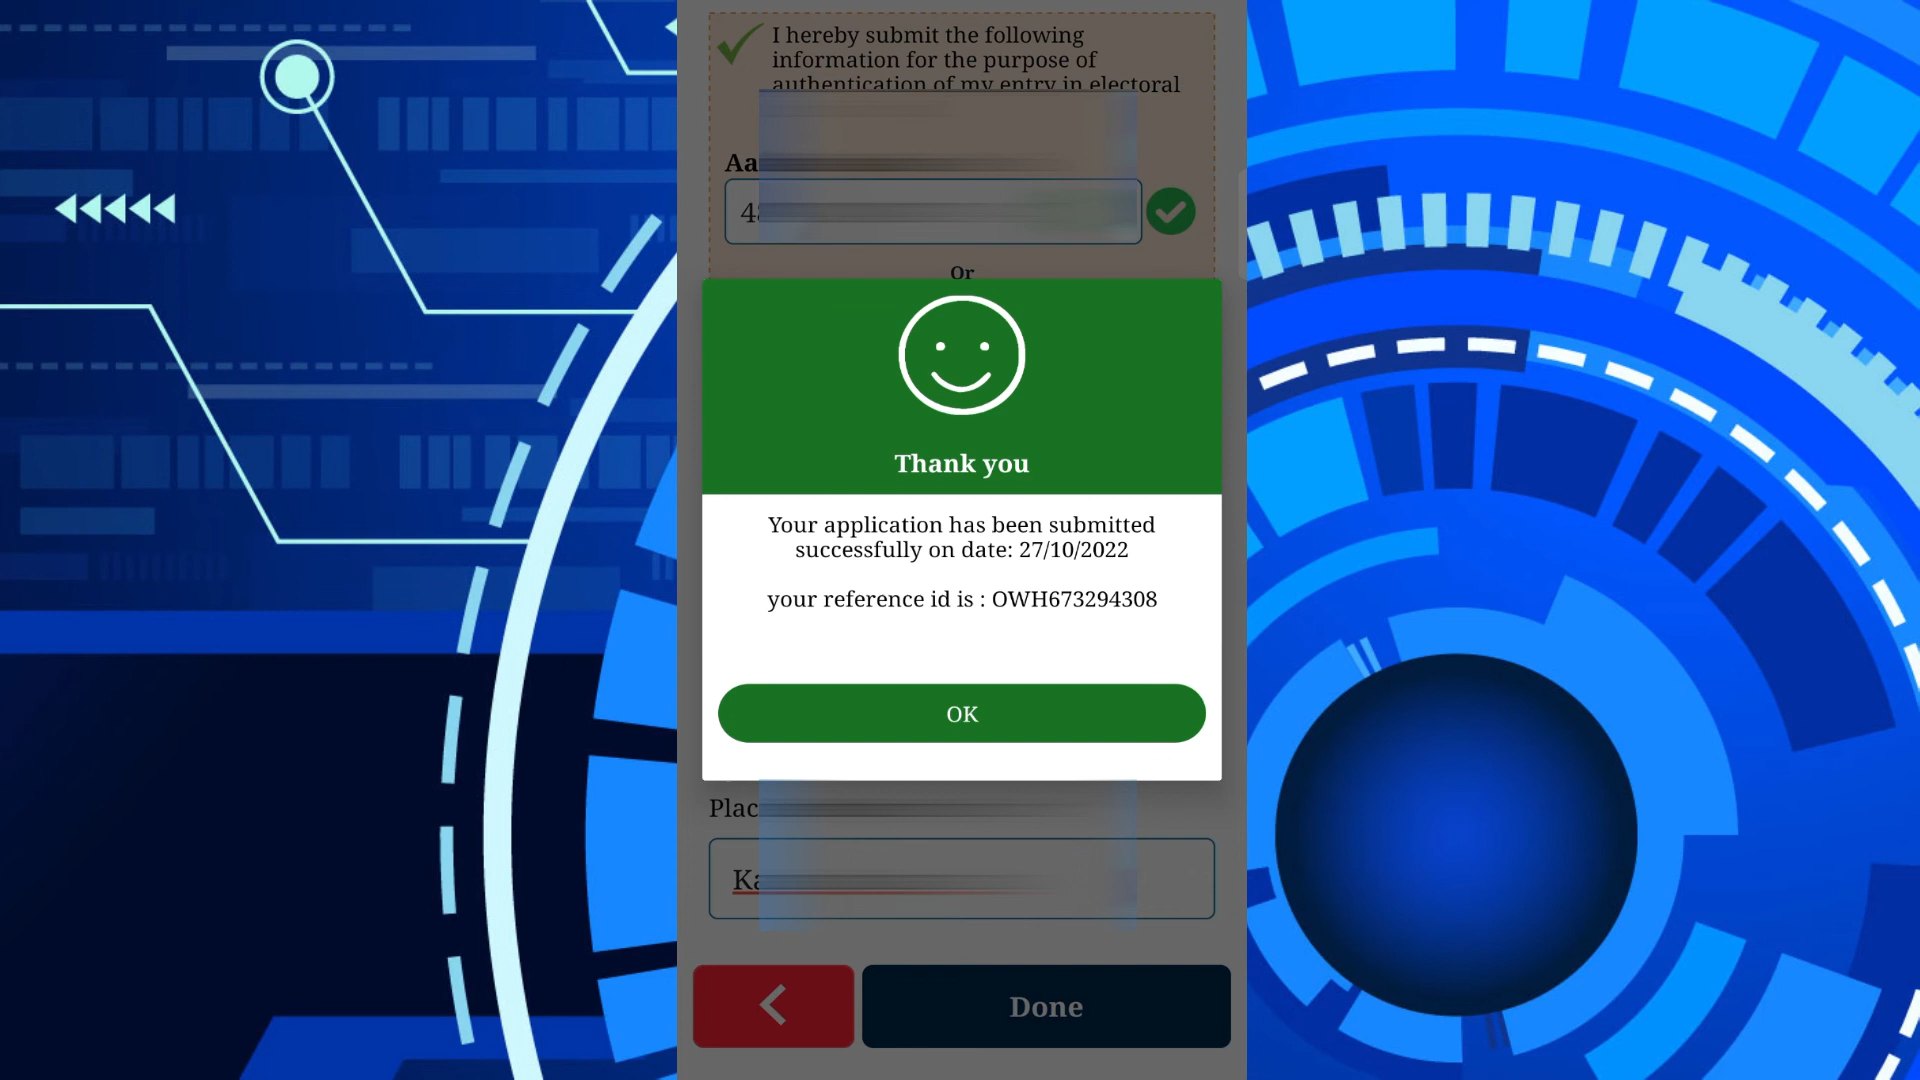 I hereby submit the following
information for the purpose of
authentication of my entry in electoral
Or
Thank you
Your application has been submitted
successfully on date: 27/10/2022
your reference id is : OWH673294308
OK
Done